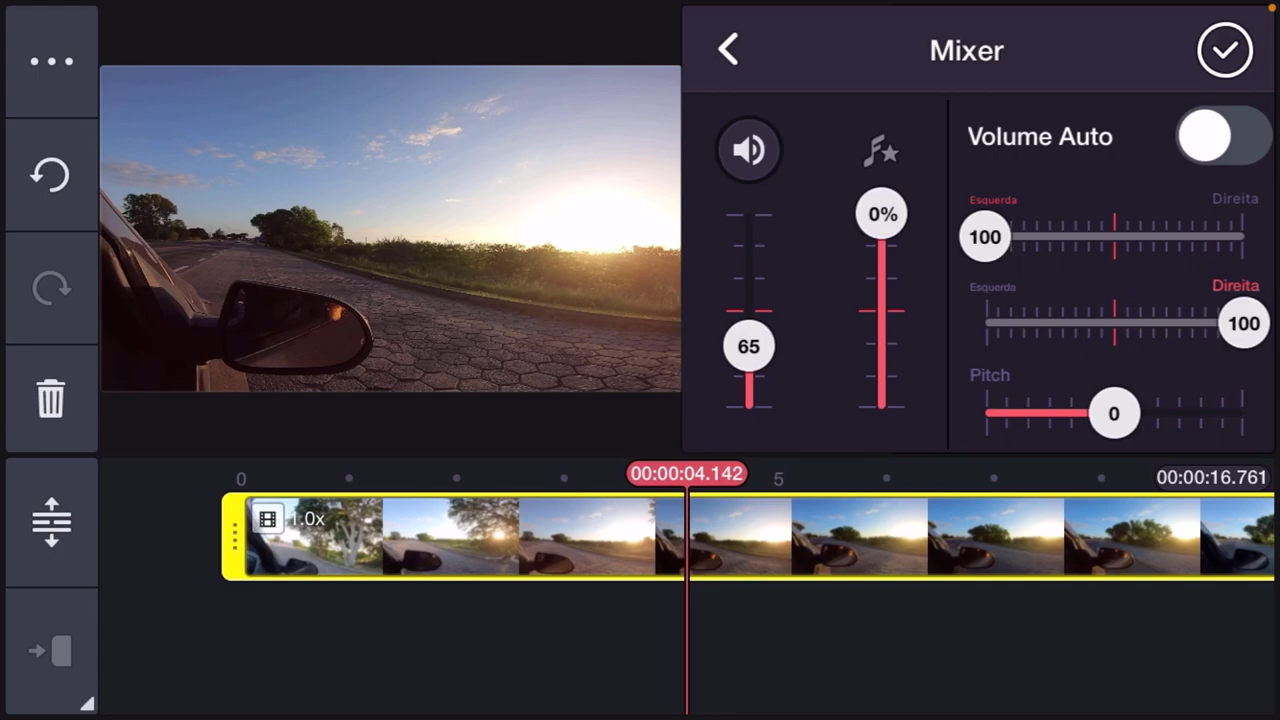 Mixer
Volume Auto
Esquerda Direita
0%
100
Esquerda Direita
65
100
Pitch
0
0 00:00:04.142 5 00:00:16.761
1.0x